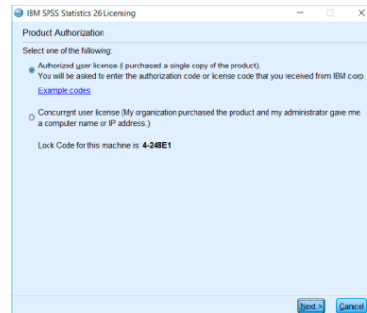 IBM SPSS Statistics 26 Licensing
Product Authorization
Select one of the following:
Authorized user license (I purchased a single copy of the product).
You will be asked to enter the authorization code or license code that you received from IBM corp.
Example codes
Concurrent user license (My organization purchased the product and my administrator gave me
a computer name or IP address.)
Lock Code for this machine is: 4-248E1
Next >
Cancel